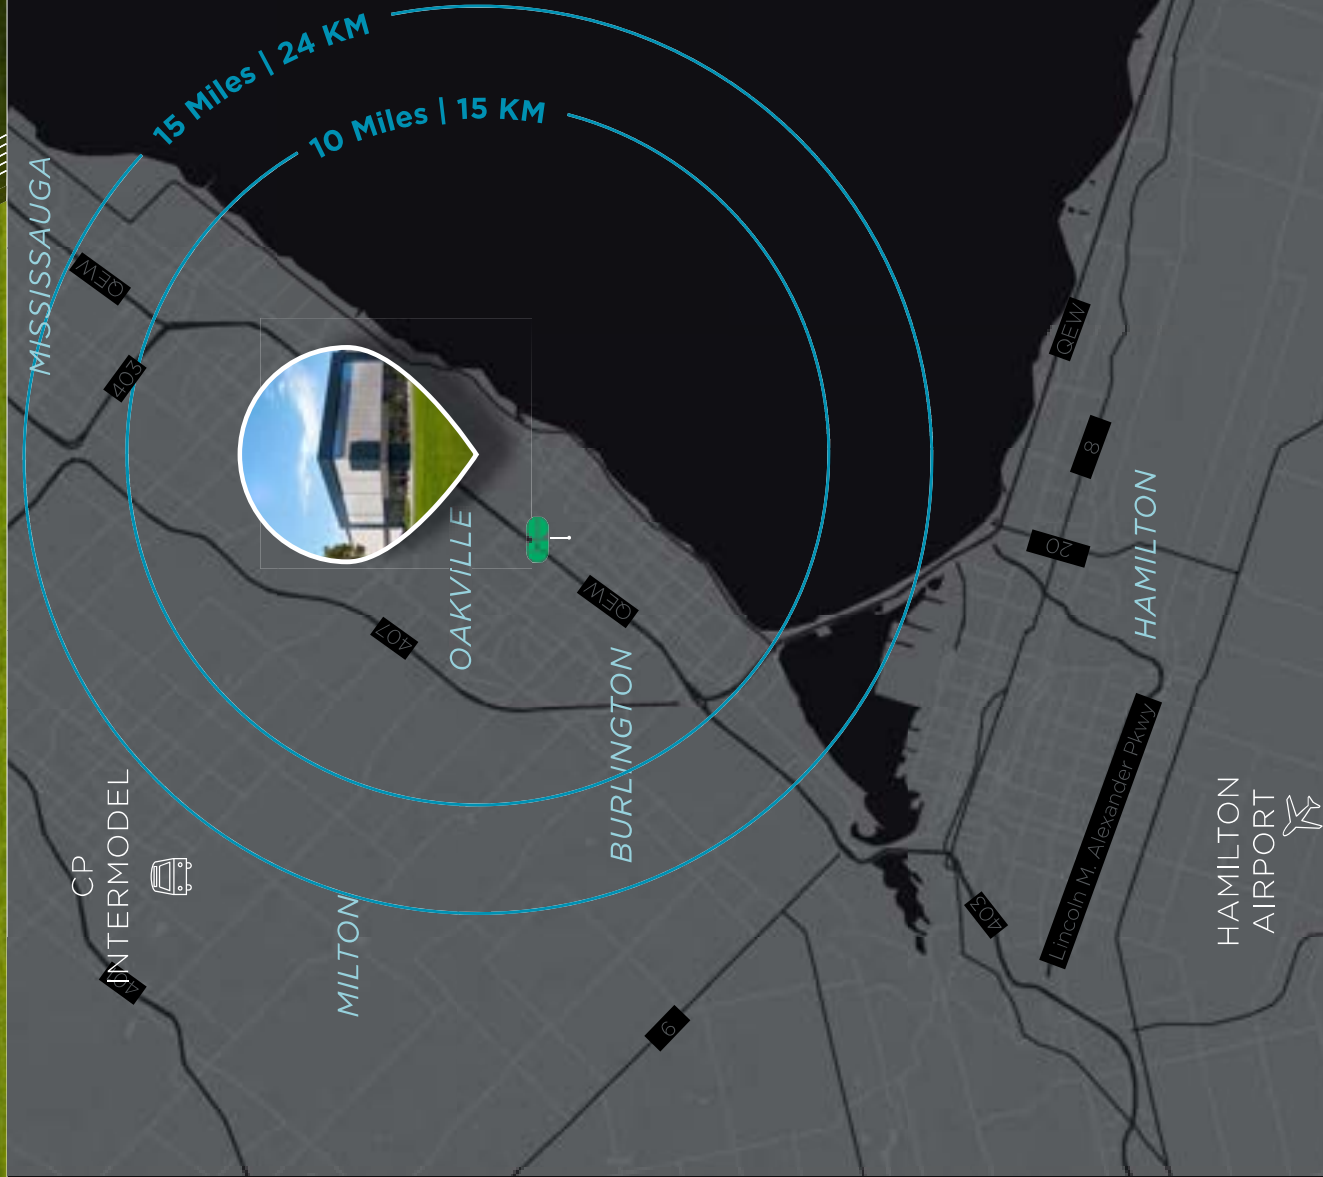 15 Miles | 24 KM
10 Miles | 15 KM
MISSISSAUGA
QEW
403
QEW
8
20
HAMILTON
OAKVILLE
QEW
407
BURLINGTON
Lincoln M. Alexander Pkwy
HAMILTON
AIRPORT
CP
INTERMODEL
MILTON
403
6